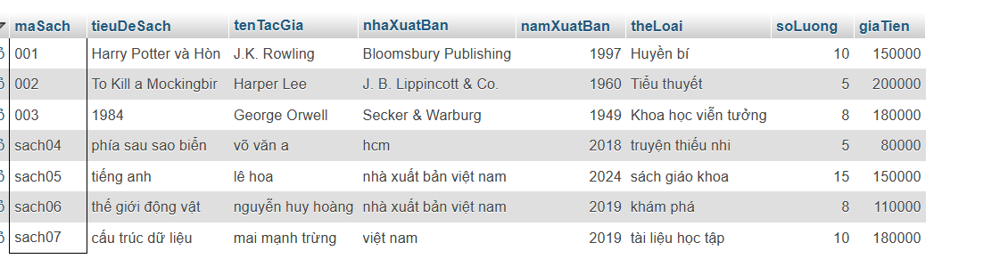 maSach tieuDeSach tenTacGia nhaXuatBan namXuatBan theLoai soLuong giaTien
001 Harry Potter và Hòn J.K. Rowling Bloomsbury Publishing 1997 Huyền bí 10 150000
002 To Kill a Mockingbir Harper Lee J. B. Lippincott & Co. 1960 Tiểu thuyết 5 200000
003 1984 George Orwell Secker & Warburg 1949 Khoa học viễn tưởng 8 180000
sach04 phía sau sao biển võ văn a hcm 2018 truyện thiếu nhi 5 80000
sach05 tiếng anh lê hoa nhà xuất bản việt nam 2024 sách giáo khoa 15 150000
sach06 thế giới động vật nguyễn huy hoàng nhà xuất bản việt nam 2019 khám phá 8 110000
sach07 cấu trúc dữ liệu mai mạnh trừng việt nam 2019 tài liệu học tập 10 180000